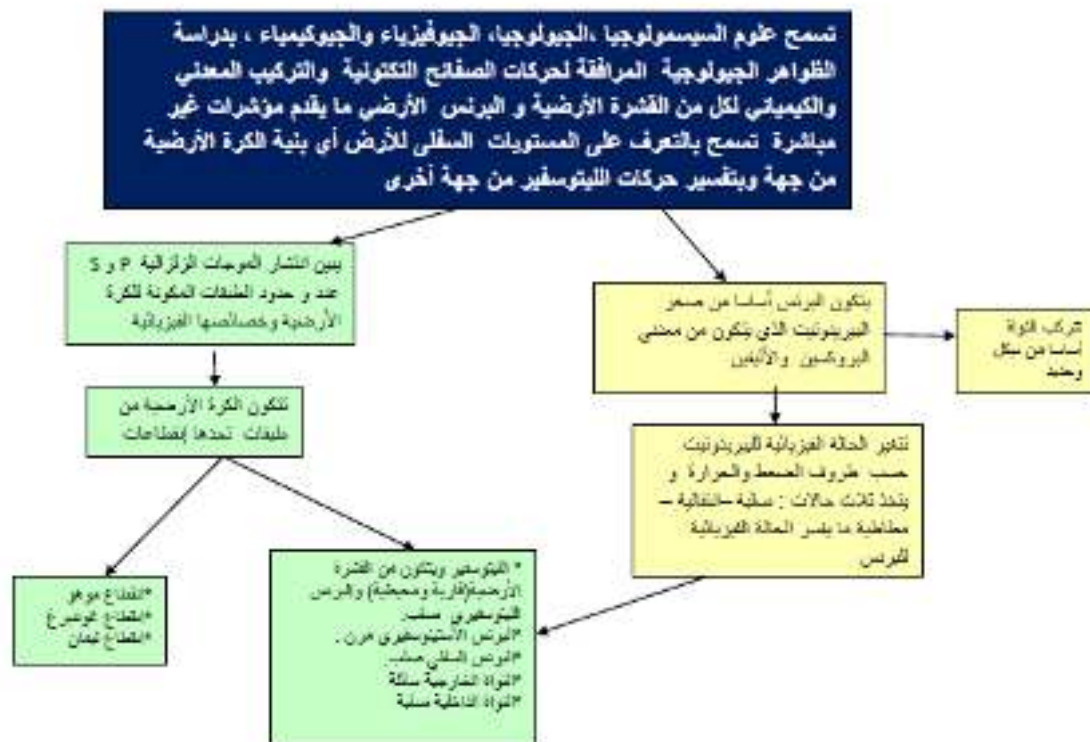 تسمح علوم السيسمولوجيا ،الجيولوجيا، الجيوفيزياء والجيوكيمياء ، بدراسة
الظواهر الجيولوجية المرافقة لحركات الصفائح التكتونية والتركيب المعدني
والكيميائي لكل من القشرة الأرضية و البرنس الأرضي ما يقدم مؤشرات غير
مباشرة تسمح بالتعرف على المستويات السفلى للأرض أي بنية الكرة الأرضية
من جهة وبتفسير حركات الليتوسفير من جهة أخرى
يبين انتشار الموجات الزلزالية P و S
عدد و حدود الطبقات المكونة للكرة
الأرضية وخصائصها الفيزيائية
يتكون البرنس أساسا من صخر
البيريدوتيت الذي يتكون من معدني
البروكسين والأليفين
تتركب النواة
أساسا من نيكل
وحديد
تتكون الكرة الأرضية من
طبقات تحدها إنقطاعات
تتغير الحالة الفيزيائية للبيريدوتيت
حسب ظروف الضغط والحرارة و
يتخذ ثلاث حالات : صلبة –انتقالية –
مطاطية ما يفسر الحالة الفيزيائية
للبرنس
*انقطاع موهو
*انقطاع غوتنبرغ
*انقطاع ليمان
* الليتوسفير ويتكون من القشرة
الأرضية(قارية ومحيطية) والبرنس
الليتوسفيري صلب.
*البرنس الأستينوسفيري مرن .
*البرنس السفلي صلب.
*النواة الخارجية سائلة
*النواة الداخلية صلبة